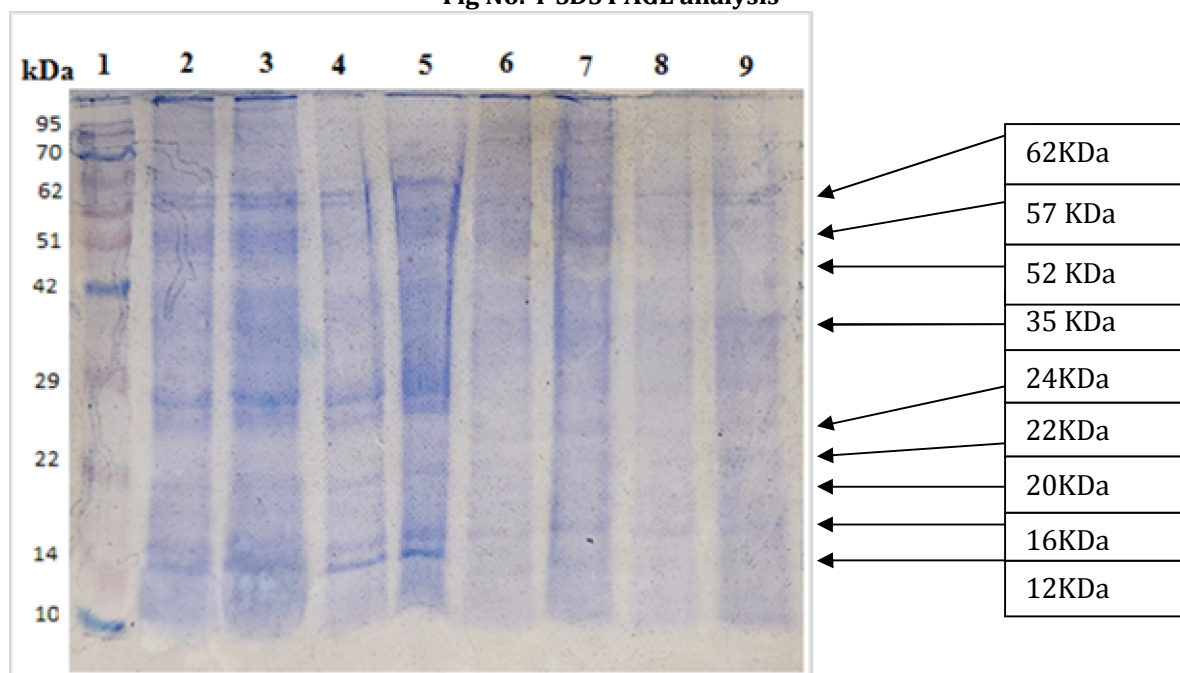 Fig No. 1 SDS PAGE analysis
kDa 1 2 3 4 5 6 7 8 9
95
70
62
51
42
29
22
14
10
62KDa
57 KDa
52 KDa
35 KDa
24KDa
22KDa
20KDa
16KDa
12KDa